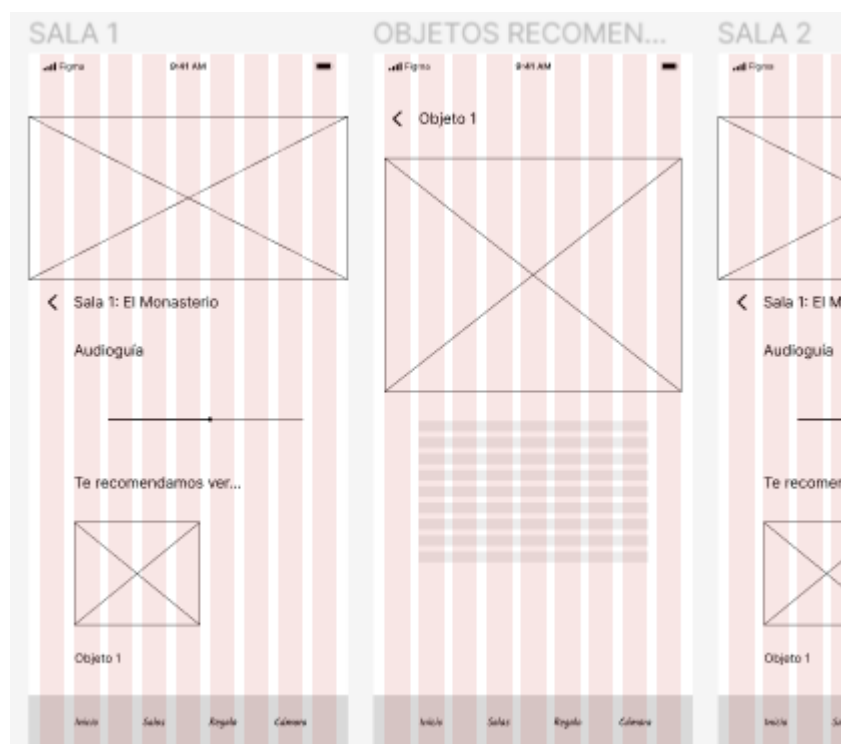 SALA 1
Figma 9:41 AM
Sala 1: El Monasterio
Audioguía
Te recomendamos ver...
Objeto 1
Inicio Salas Regalo Cámara
OBJETOS RECOMEN...
Figma 9:41 AM
Objeto 1
Inicio Salas Regalo Cámara
SALA 2
Figma
Sala 1: El M
Audioguía
Te recomen
Objeto 1
Inicio